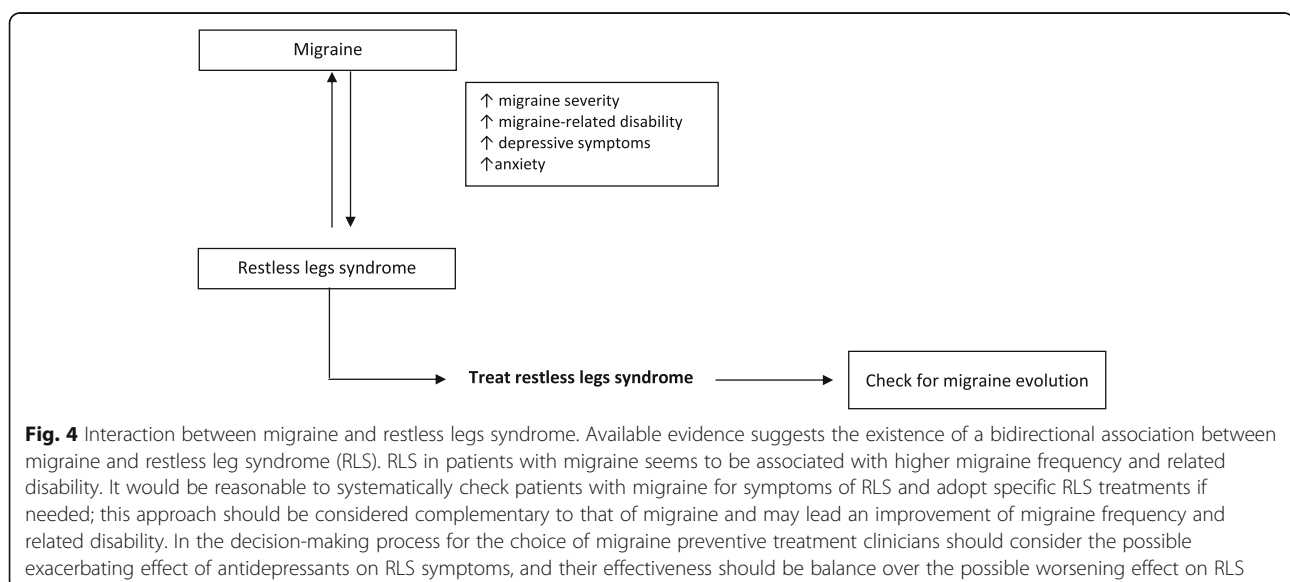 Migraine
↑ migraine severity
↑ migraine-related disability
↑ depressive symptoms
↑anxiety
Restless legs syndrome
Treat restless legs syndrome
Check for migraine evolution
Fig. 4 Interaction between migraine and restless legs syndrome. Available evidence suggests the existence of a bidirectional association between
migraine and restless leg syndrome (RLS). RLS in patients with migraine seems to be associated with higher migraine frequency and related
disability. It would be reasonable to systematically check patients with migraine for symptoms of RLS and adopt specific RLS treatments if
needed; this approach should be considered complementary to that of migraine and may lead an improvement of migraine frequency and
related disability. In the decision-making process for the choice of migraine preventive treatment clinicians should consider the possible
exacerbating effect of antidepressants on RLS symptoms, and their effectiveness should be balance over the possible worsening effect on RLS